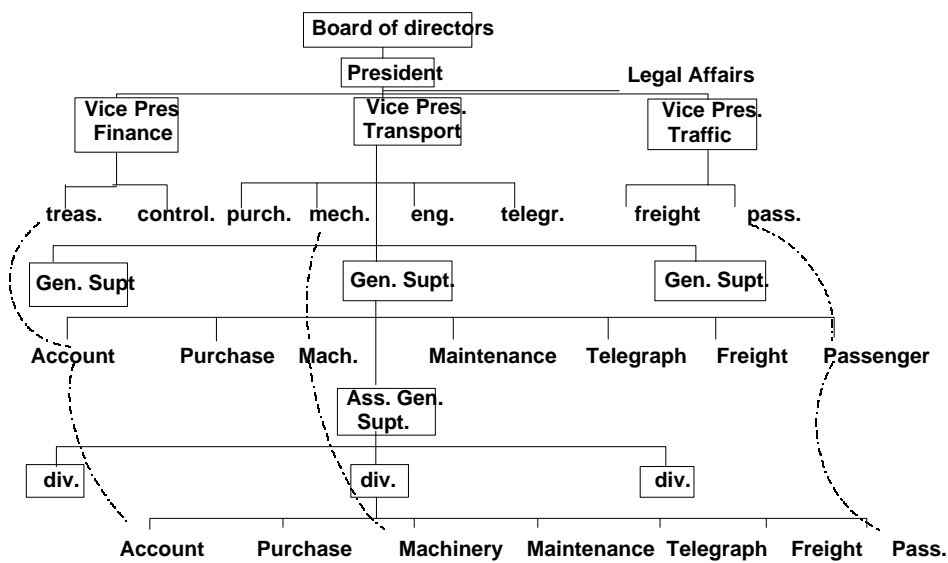 Board of directors
President
Legal Affairs
Vice Pres
Finance
Vice Pres.
Transport
Vice Pres.
Traffic
treas. control. purch. mech. eng. telegr. freight pass.
Gen. Supt Gen. Supt. Gen. Supt.
Account Purchase Mach. Maintenance Telegraph Freight Passenger
Ass. Gen.
Supt.
div. div. div.
Account Purchase Machinery Maintenance Telegraph Freight Pass.